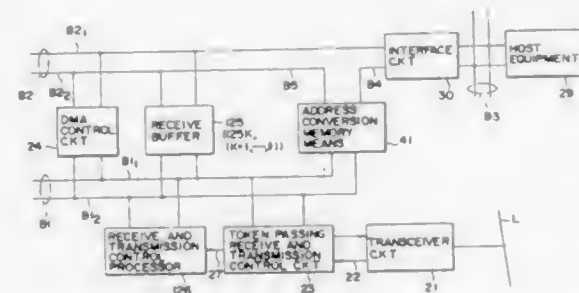 B2₁
B2
B2₂
B5
B4
INTERFACE
CKT
30
HOST
EQUIPMENT
29
B3
DMA
CONTROL
CKT
24
RECEIVE
BUFFER
125
ADDRESS
CONVERSION
MEMORY
MEANS
41
B1₁
B1
B1₂
RECEIVE AND
TRANSMISSION
CONTROL
PROCESSOR
126
27
TOKEN PASSING
RECEIVE AND
TRANSMISSION
CONTROL CKT
23
22
TRANSCEIVER
CKT
21
L